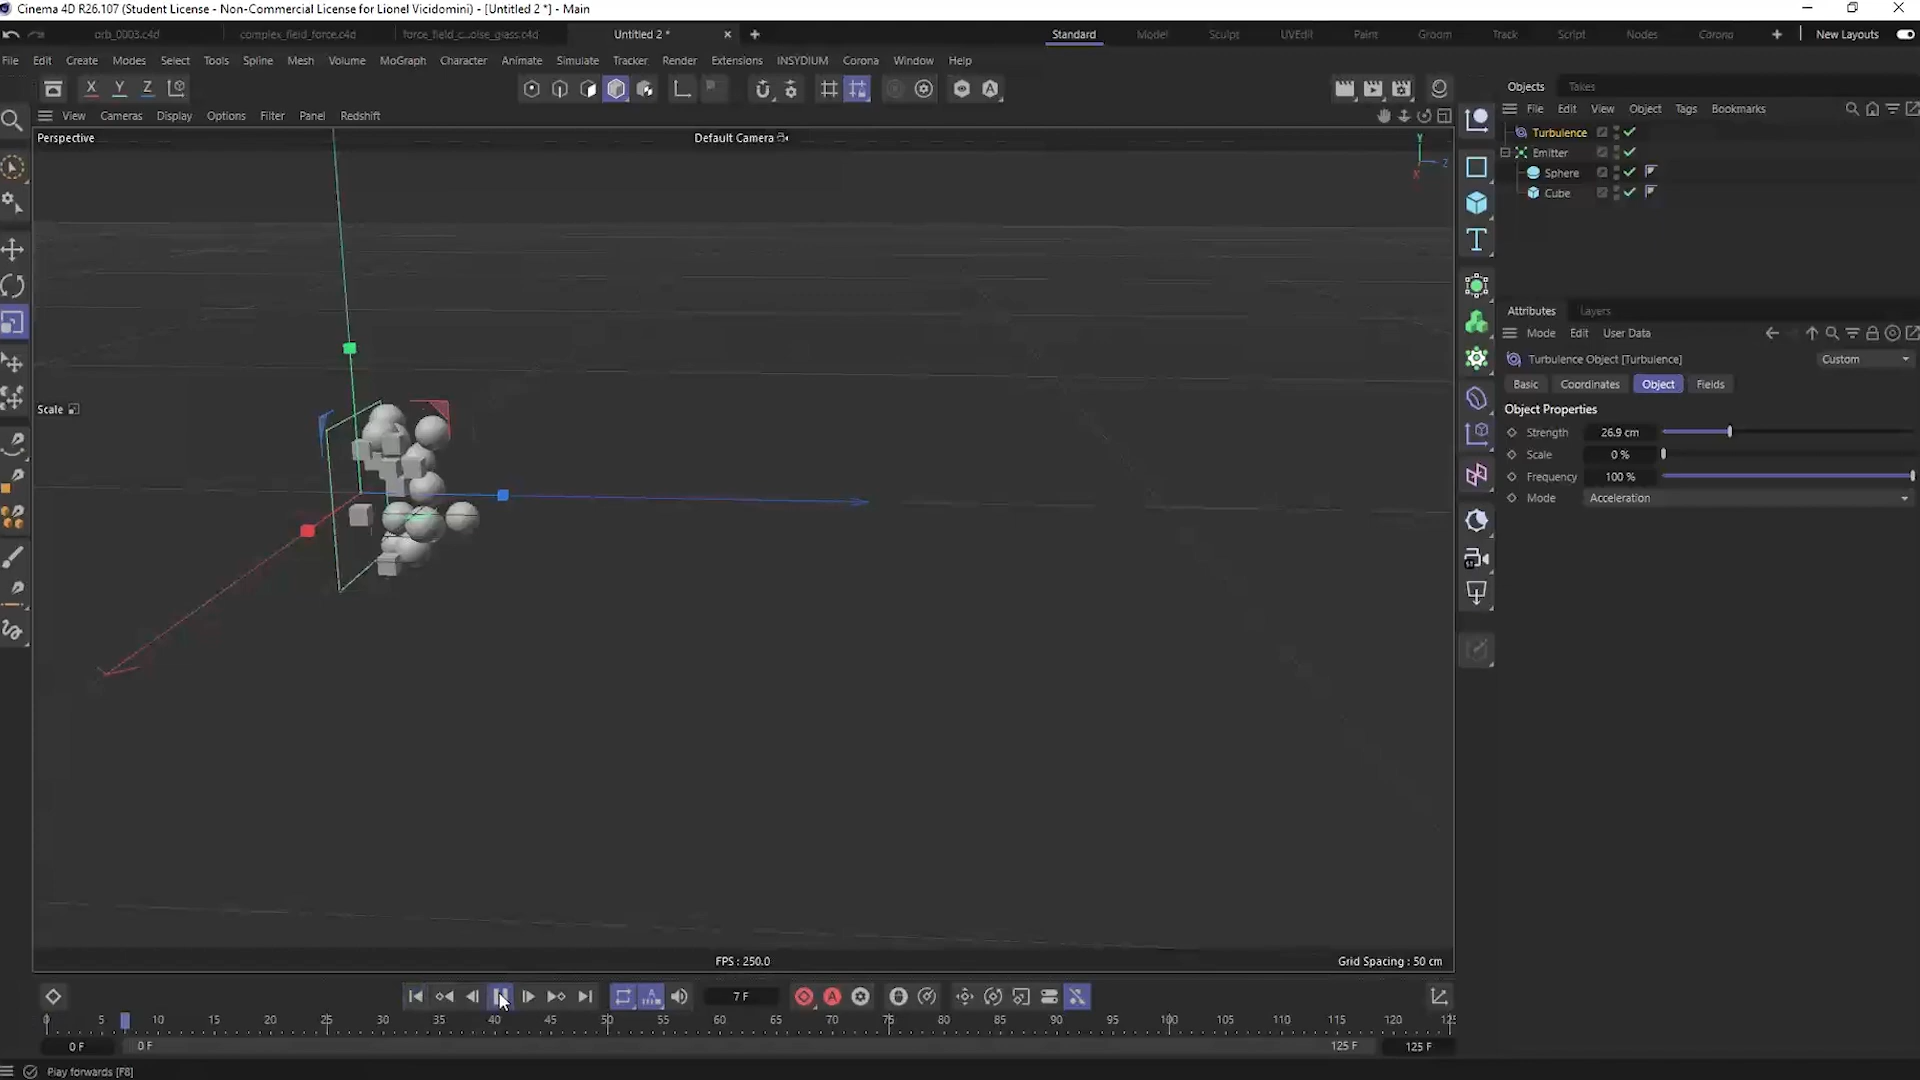 Cinema 4D R26.107 (Student License - Non-Commercial License for Lionel Vicidomini) - [Untitled 2 *] - Main
orb_0003.c4d complex_field_force.c4d force_field_c...oise_glass.c4d Untitled 2 * Standard Model Sculpt UVEdit Paint Groom Track Script Nodes Corona New Layouts
File Edit Create Modes Select Tools Spline Mesh Volume MoGraph Character Animate Simulate Tracker Render Extensions INSYDIUM Corona Window Help
X Y Z
Objects Takes
View Cameras Display Options Filter Panel Redshift
File Edit View Object Tags Bookmarks
Perspective
Default Camera
Y
Z
X
Turbulence
Emitter
Sphere
Cube
Attributes Layers
Mode Edit User Data
Turbulence Object [Turbulence] Custom
Basic Coordinates Object Fields
Scale
Object Properties
Strength 26.9 cm
Scale 0 %
Frequency 100 %
Mode Acceleration
FPS : 250.0
Grid Spacing : 50 cm
7 F
0 5 10 15 20 25 30 35 40 45 50 55 60 65 70 75 80 85 90 95 100 105 110 115 120
0 F 0 F 125 F 125 F
Play forwards [F8]